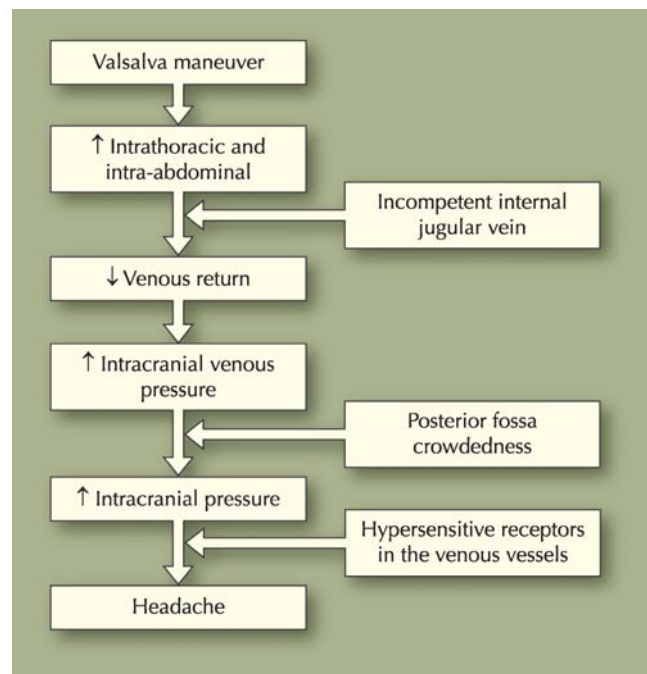 Valsalva maneuver
↑ Intrathoracic and
intra-abdominal
Incompetent internal
jugular vein
↓ Venous return
↑ Intracranial venous
pressure
Posterior fossa
crowdedness
↑ Intracranial pressure
Hypersensitive receptors
in the venous vessels
Headache